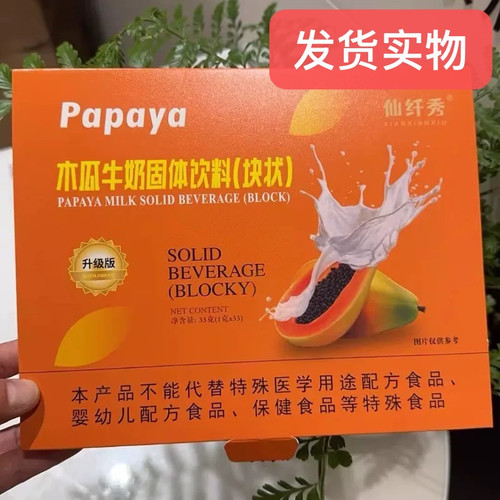 发货实物
Papaya
仙纤秀®
XIANXIANXIU
木瓜牛奶固体饮料(块状)
PAPAYA MILK SOLID BEVERAGE (BLOCK)
升级版
SOLID
BEVERAGE
(BLOCKY)
NET CONTENT
净含量: 33克(1克×33)
图片仅供参考
本产品不能代替特殊医学用途配方食品、
婴幼儿配方食品、保健食品等特殊食品